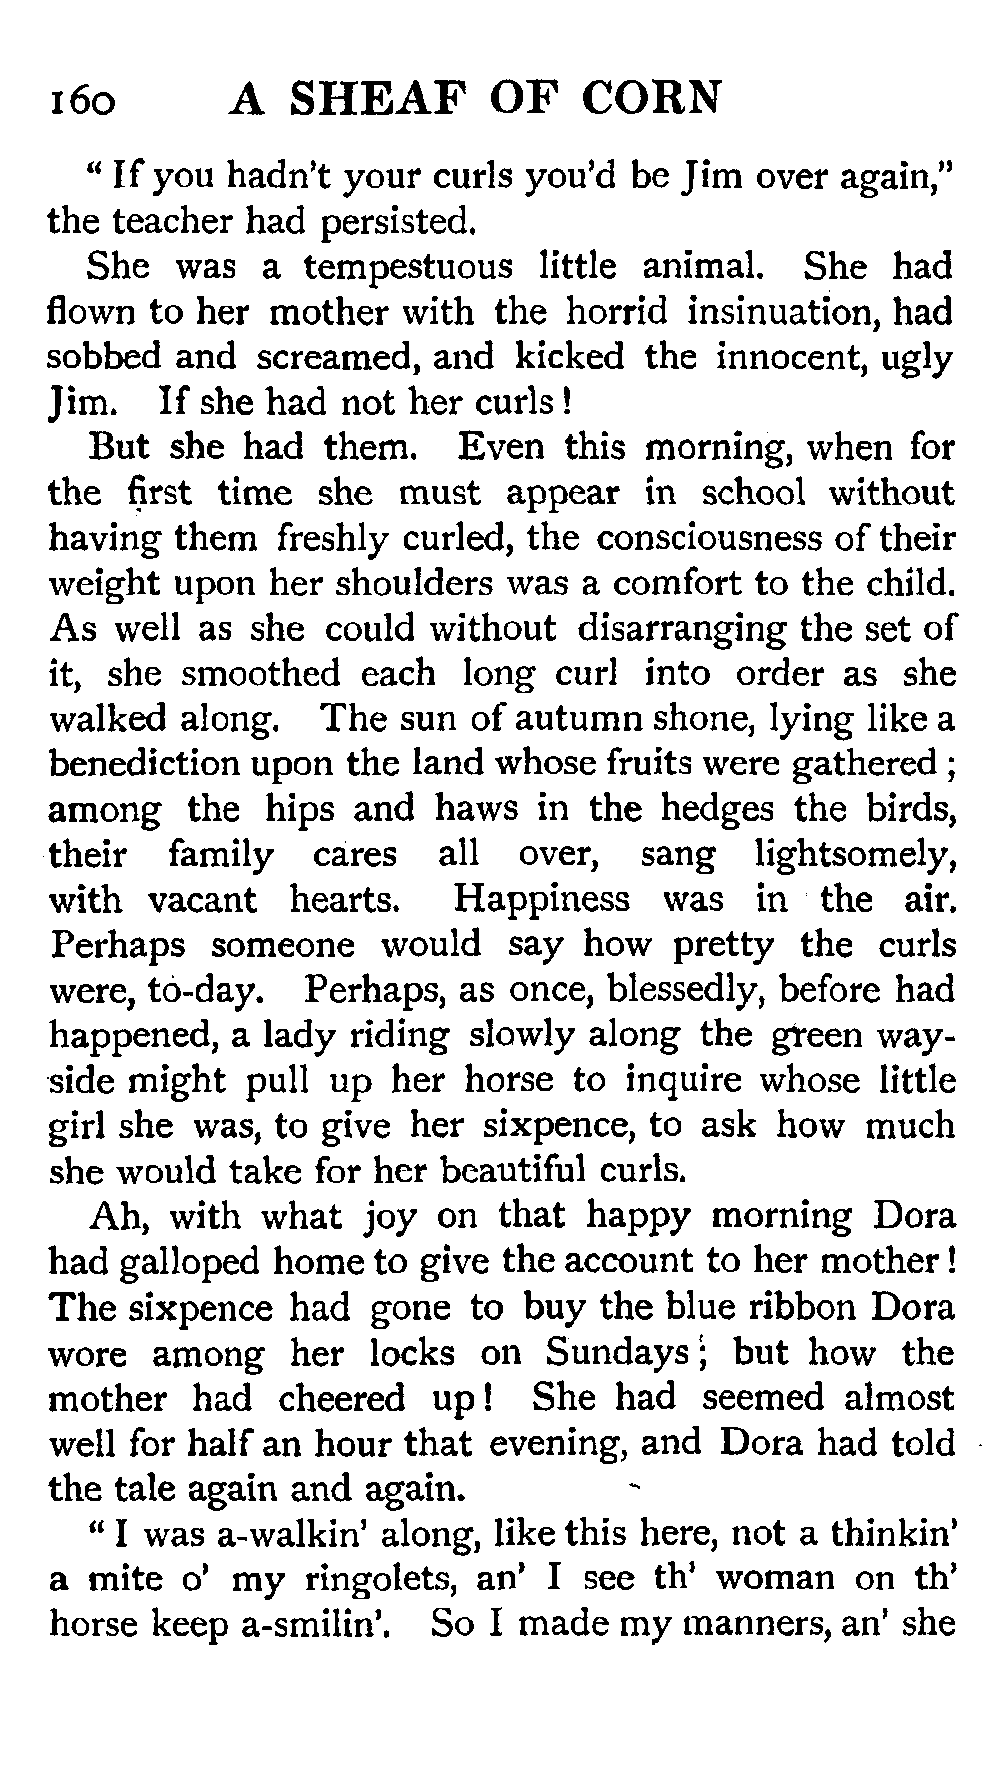 160 A SHEAF OF CORN
“ If you hadn't your curls you'd be Jim over again,”
the teacher had persisted.
She was a tempestuous little animal. She had
flown to her mother with the horrid insinuation, had
sobbed and screamed, and kicked the innocent, ugly
Jim. If she had not her curls !
But she had them. Even this morning, when for
the first time she must appear in school without
having them freshly curled, the consciousness of their
weight upon her shoulders was a comfort to the child.
As well as she could without disarranging the set of
it, she smoothed each long curl into order as she
walked along. The sun of autumn shone, lying like a
benediction upon the land whose fruits were gathered ;
among the hips and haws in the hedges the birds,
their family cares all over, sang lightsomely,
with vacant hearts. Happiness was in the air.
Perhaps someone would say how pretty the curls
were, to-day. Perhaps, as once, blessedly, before had
happened, a lady riding slowly along the green way-
side might pull up her horse to inquire whose little
girl she was, to give her sixpence, to ask how much
she would take for her beautiful curls.
Ah, with what joy on that happy morning Dora
had galloped home to give the account to her mother !
The sixpence had gone to buy the blue ribbon Dora
wore among her locks on Sundays ; but how the
mother had cheered up ! She had seemed almost
well for half an hour that evening, and Dora had told
the tale again and again.
“ I was a-walkin' along, like this here, not a thinkin'
a mite o' my ringolets, an' I see th' woman on th'
horse keep a-smilin'. So I made my manners, an' she